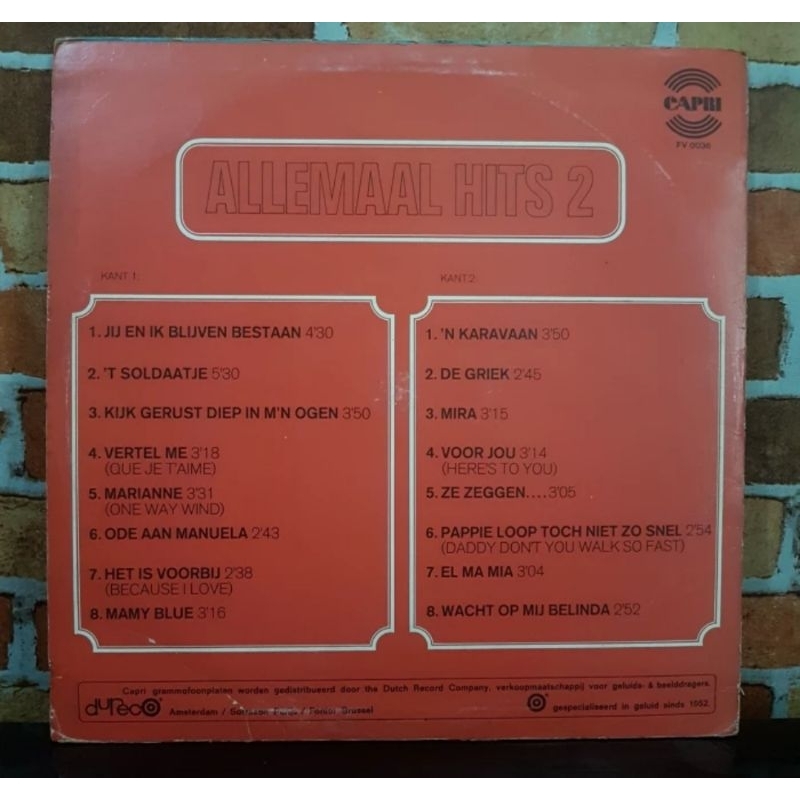 CAPRI
FV 0036
ALLEMAAL HITS 2
KANT 1:
1. JIJ EN IK BLIJVEN BESTAAN 4'30
2. 'T SOLDAATJE 5'30
3. KIJK GERUST DIEP IN M'N OGEN 3'50
4. VERTEL ME 3'18
(QUE JE T'AIME)
5. MARIANNE 3'31
(ONE WAY WIND)
6. ODE AAN MANUELA 2'43
7. HET IS VOORBIJ 2'38
(BECAUSE I LOVE)
8. MAMY BLUE 3'16
KANT 2:
1. 'N KARAVAAN 3'50
2. DE GRIEK 2'45
3. MIRA 3'15
4. VOOR JOU 3'14
(HERE'S TO YOU)
5. ZE ZEGGEN.... 3'05
6. PAPPIE LOOP TOCH NIET ZO SNEL 2'54
(DADDY DON'T YOU WALK SO FAST)
7. EL MA MIA 3'04
8. WACHT OP MIJ BELINDA 2'52
Capri grammofoonplaten worden gedistribueerd door the Dutch Record Company, verkoopmaatschappij voor geluids- & beelddragers.
dureco
Amsterdam / Brussel
gespecialiseerd in geluid sinds 1952.